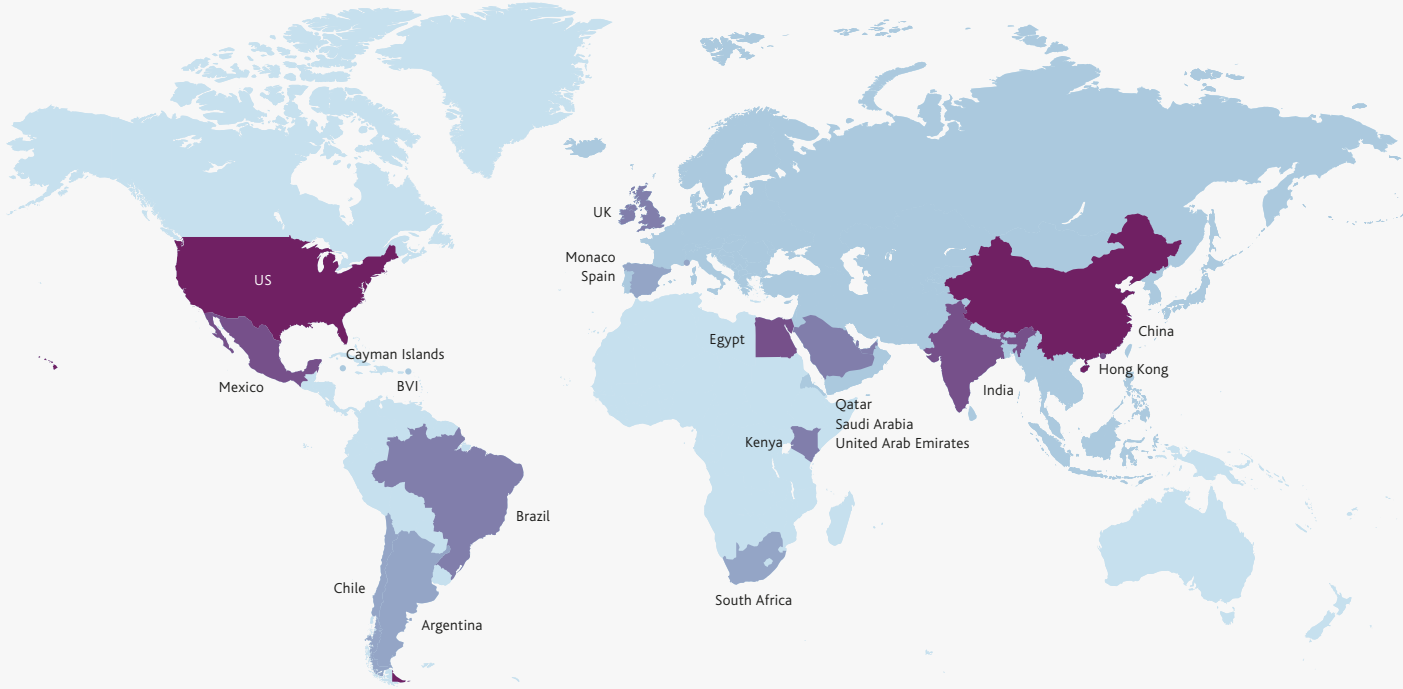 UK
Monaco
Spain
US
China
Egypt
Cayman Islands
Hong Kong
Mexico
BVI
India
Qatar
Saudi Arabia
United Arab Emirates
Kenya
Brazil
Chile
South Africa
Argentina